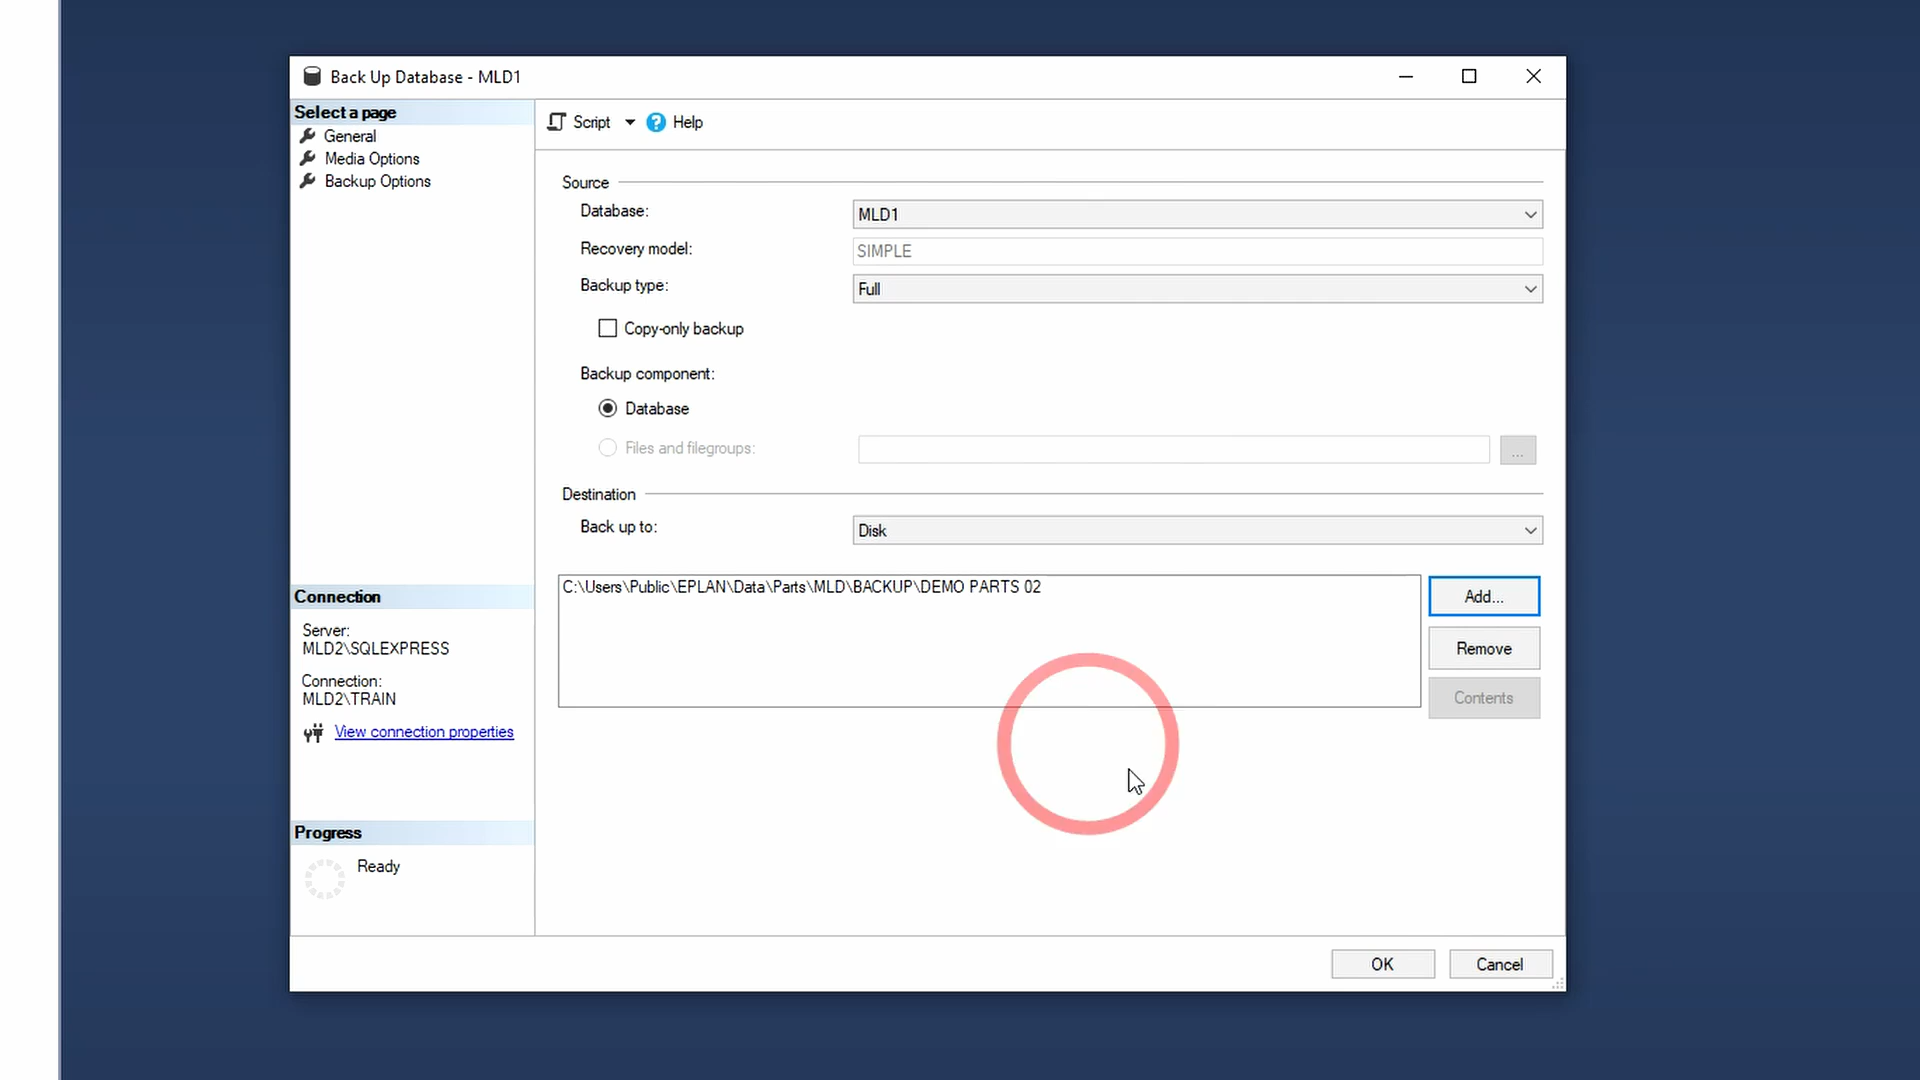 Back Up Database - MLD1
Select a page
General
Media Options
Backup Options
Script
Help
Source
Database:
MLD1
Recovery model:
SIMPLE
Backup type:
Full
Copy-only backup
Backup component:
Database
Files and filegroups:
...
Destination
Back up to:
Disk
C:\Users\Public\EPLAN\Data\Parts\MLD\BACKUP\DEMO PARTS 02
Add...
Remove
Contents
Connection
Server:
MLD2\SQLEXPRESS
Connection:
MLD2\TRAIN
View connection properties
Progress
Ready
OK
Cancel